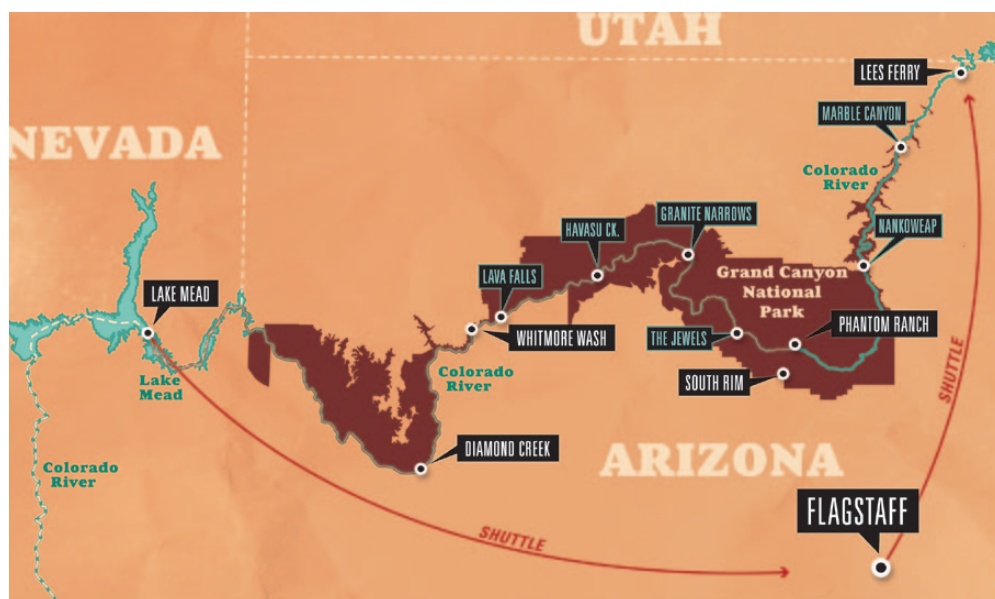 UTAH
LEES FERRY
MARBLE CANYON
NEVADA
Colorado
River
GRANITE NARROWS
HAVASU CK.
NANKOWEAP
LAVA FALLS
Grand Canyon
National
Park
LAKE MEAD
PHANTOM RANCH
WHITMORE WASH
THE JEWELS
Lake
Mead
Colorado
River
SOUTH RIM
SHUTTLE
DIAMOND CREEK
ARIZONA
Colorado
River
FLAGSTAFF
SHUTTLE